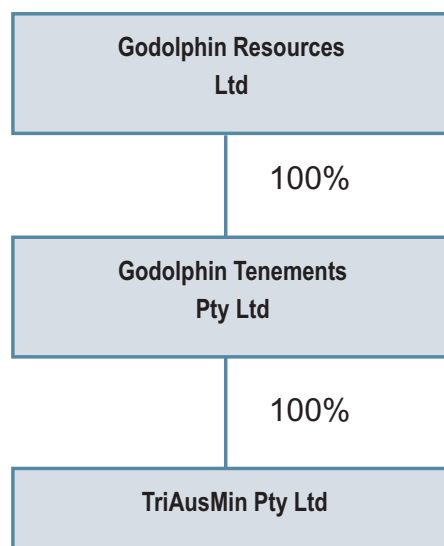 Godolphin Resources
Ltd
100%
Godolphin Tenements
Pty Ltd
100%
TriAusMin Pty Ltd